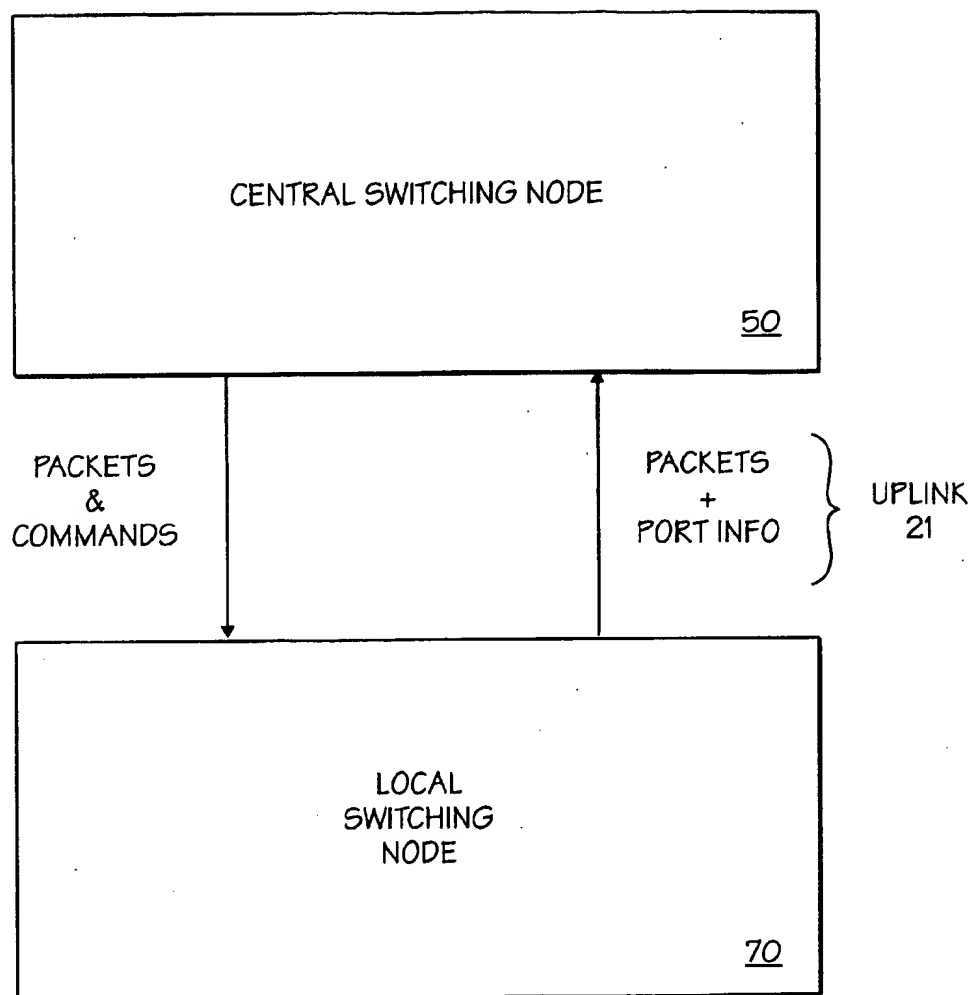 CENTRAL SWITCHING NODE
50
PACKETS
&
COMMANDS
PACKETS
+
PORT INFO
UPLINK
21
LOCAL
SWITCHING
NODE
70